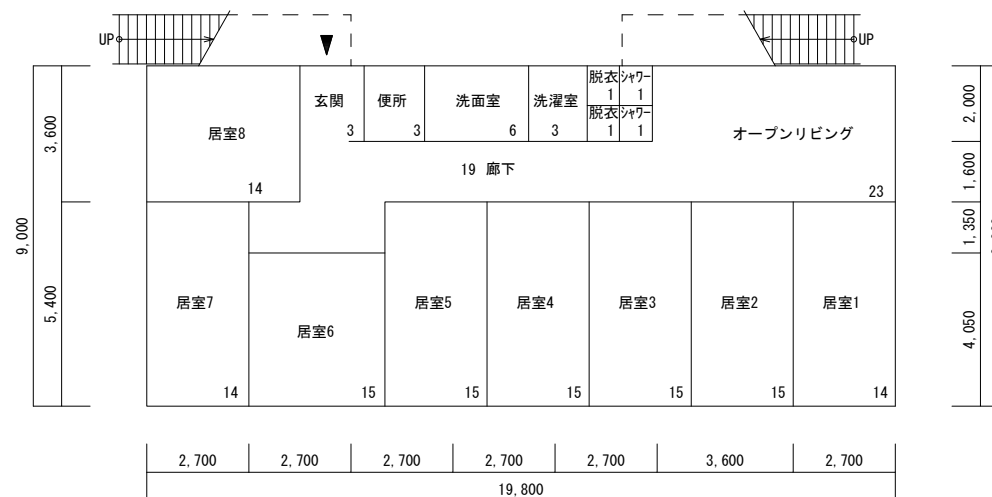 UP
UP
居室8
14
玄関
3
便所
3
洗面室
6
洗濯室
3
脱衣
1
シャワー
1
脱衣
1
シャワー
1
オープンリビング
23
19 廊下
居室7
14
居室6
15
居室5
15
居室4
15
居室3
15
居室2
15
居室1
14
3,600
5,400
9,000
2,000
1,600
1,350
4,050
2,700
2,700
2,700
2,700
2,700
3,600
2,700
19,800